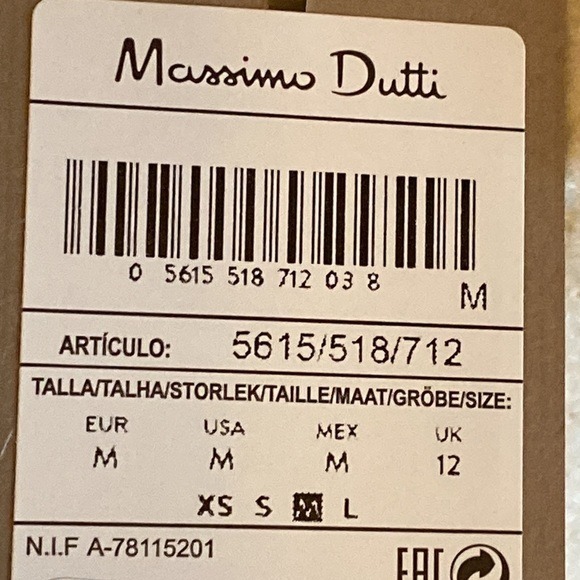 Massimo Dutti
0 5615 518 712 03 8
M
ARTÍCULO: 5615/518/712
TALLA/TALHA/STORLEK/TAILLE/MAAT/GRÖBE/SIZE:
EUR USA MEX UK
M M M 12
XS S M L
N.I.F A-78115201
EAC